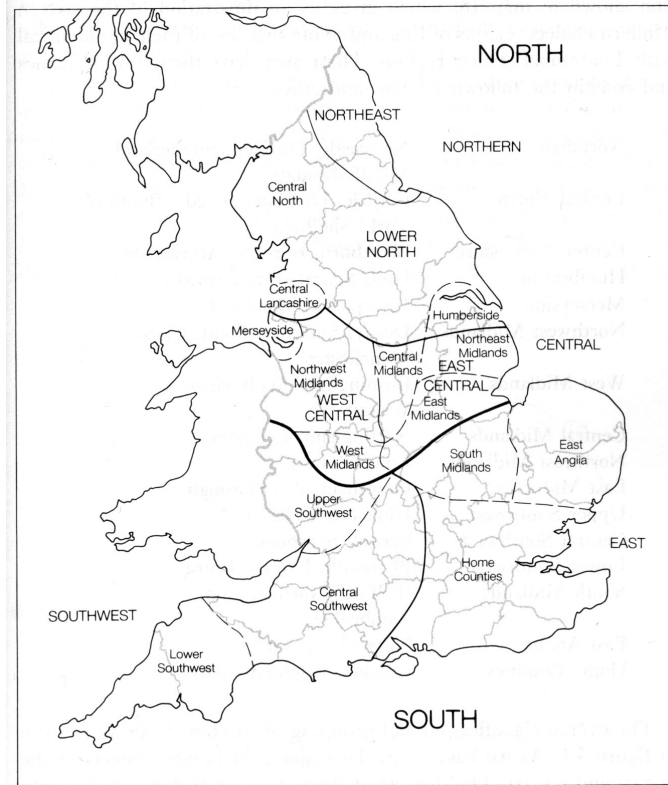 NORTH
NORTHEAST
NORTHERN
Central
North
LOWER
NORTH
Central
Lancashire
Humberside
Merseyside
Northeast
Midlands
CENTRAL
Central
Midlands
EAST
CENTRAL
Northwest
Midlands
WEST
CENTRAL
East
Midlands
East
Anglia
West
Midlands
South
Midlands
Upper
Southwest
EAST
Home
Counties
Central
Southwest
SOUTHWEST
Lower
Southwest
SOUTH